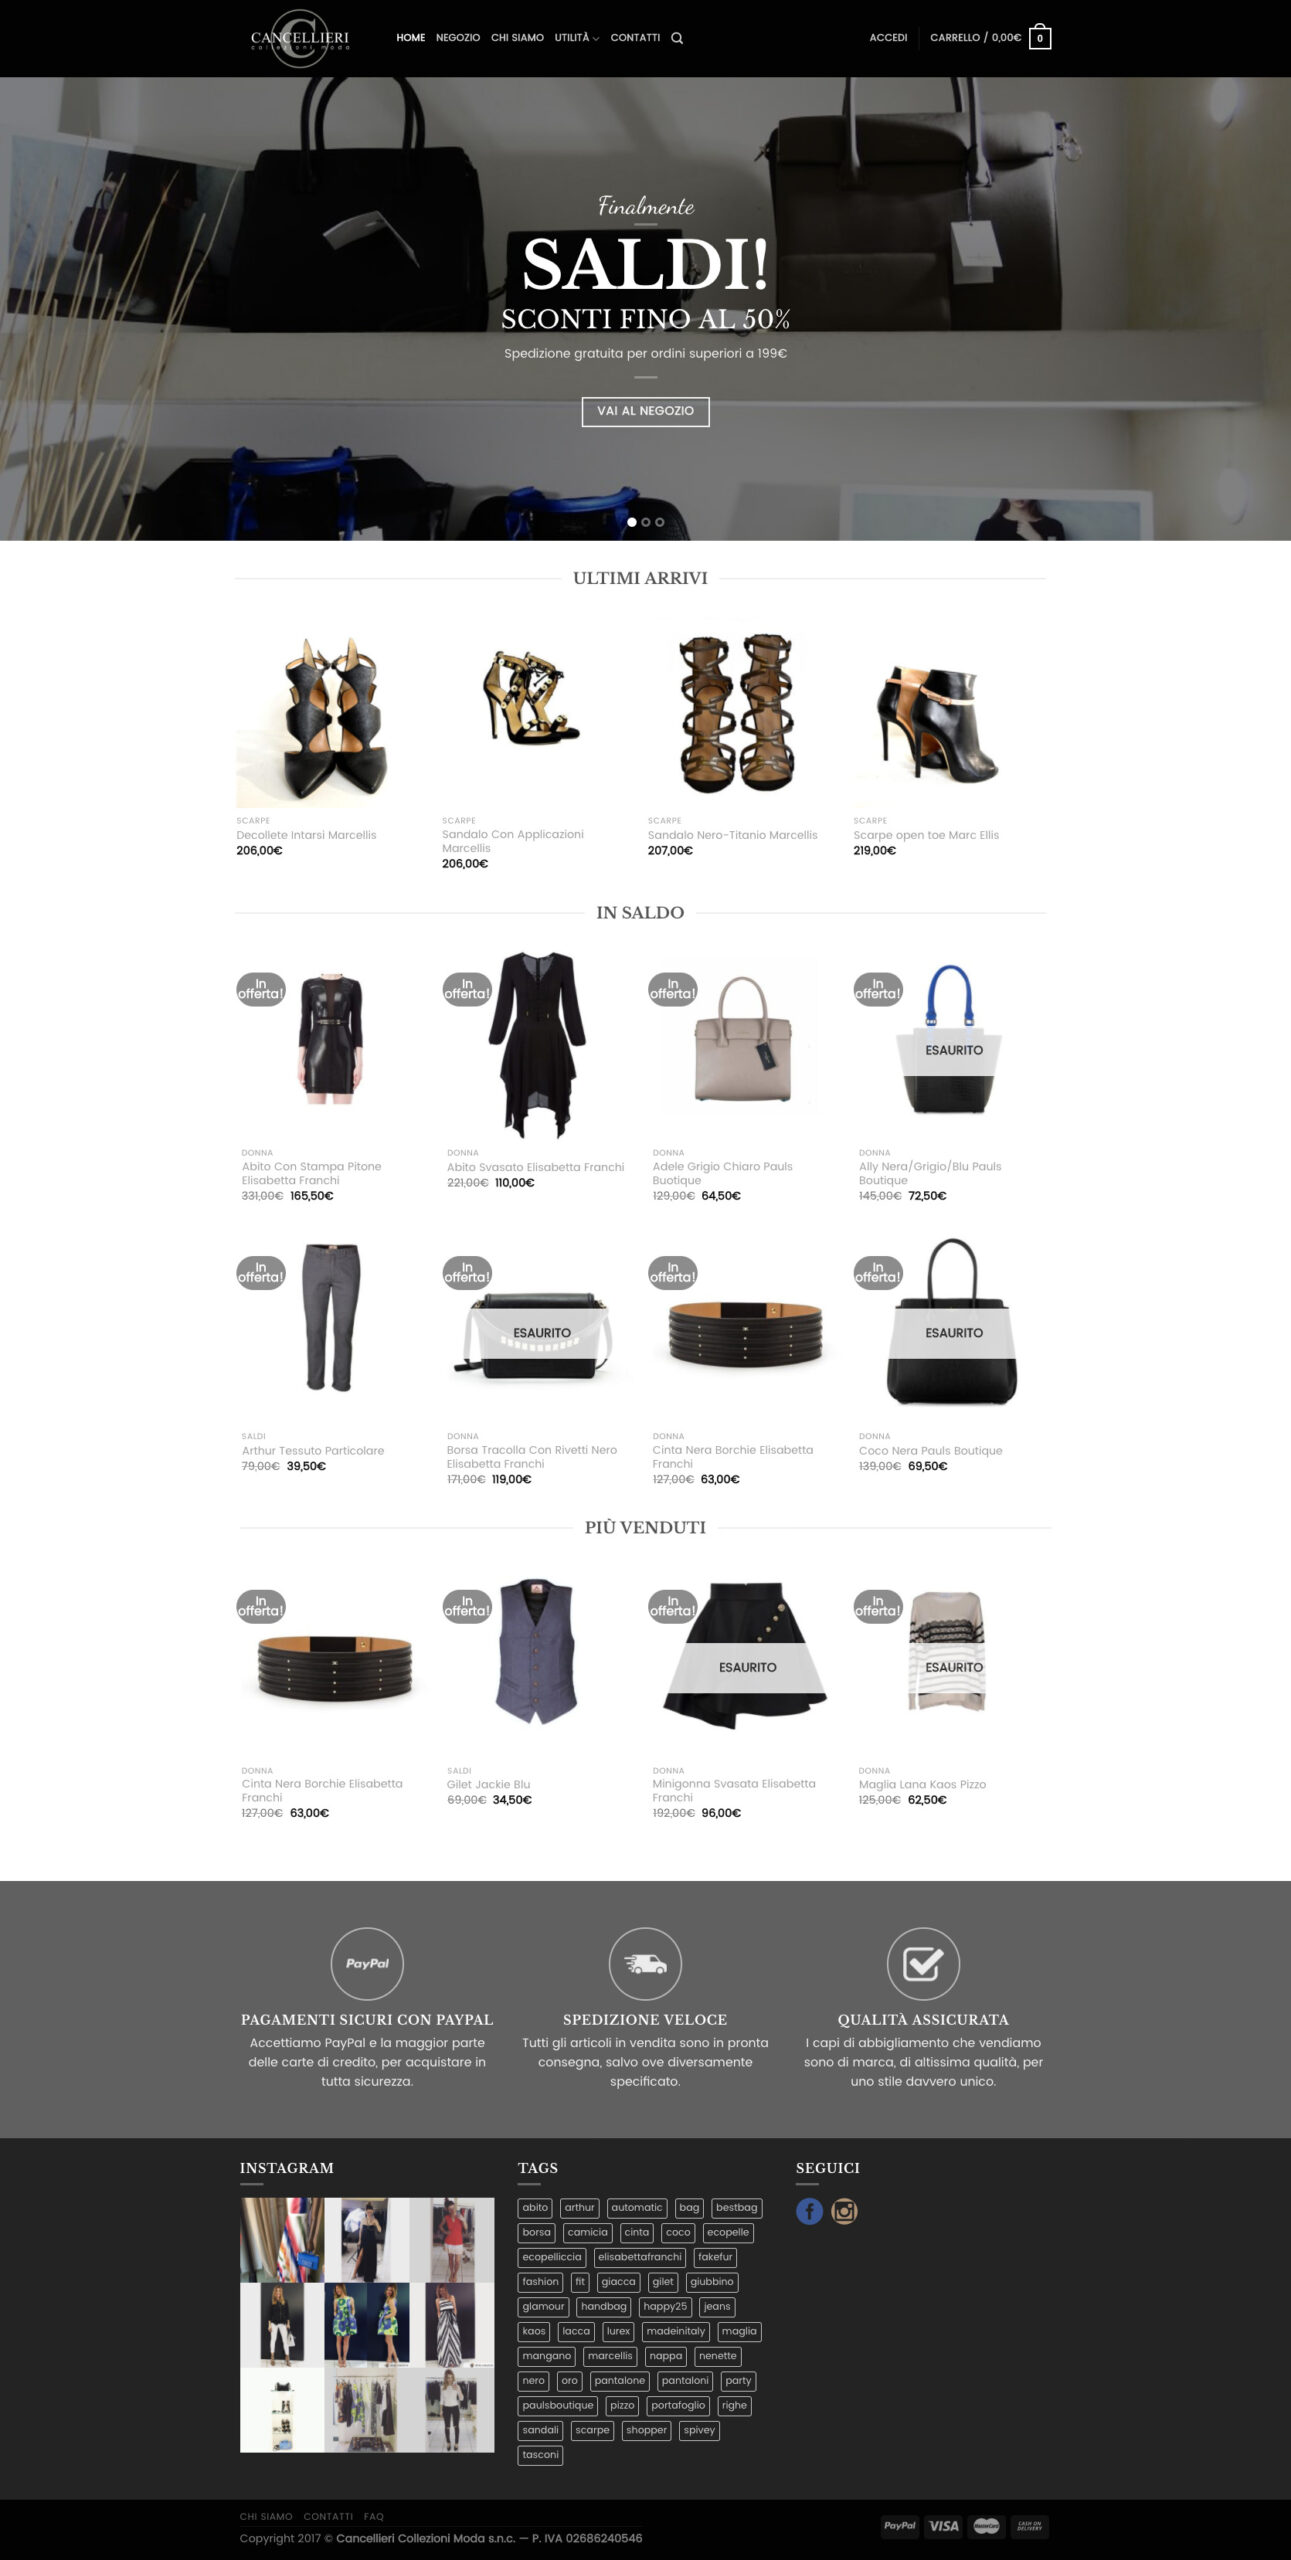 CANCELLIERI
collezioni moda
HOME NEGOZIO CHI SIAMO UTILITÀ CONTATTI
ACCEDI CARRELLO / 0,00€ 0
Finalmente
SALDI!
SCONTI FINO AL 50%
Spedizione gratuita per ordini superiori a 199€
VAI AL NEGOZIO
ULTIMI ARRIVI
SCARPE
Decollete Intarsi Marcellis
206,00€
SCARPE
Sandalo Con Applicazioni
Marcellis
206,00€
SCARPE
Sandalo Nero-Titanio Marcellis
207,00€
SCARPE
Scarpe open toe Marc Ellis
219,00€
IN SALDO
In
offerta!
DONNA
Abito Con Stampa Pitone
Elisabetta Franchi
331,00€ 165,50€
In
offerta!
DONNA
Abito Svasato Elisabetta Franchi
221,00€ 110,00€
In
offerta!
DONNA
Adele Grigio Chiaro Pauls
Buotique
129,00€ 64,50€
In
offerta!
ESAURITO
DONNA
Ally Nera/Grigio/Blu Pauls
Boutique
145,00€ 72,50€
In
offerta!
SALDI
Arthur Tessuto Particolare
79,00€ 39,50€
In
offerta!
ESAURITO
DONNA
Borsa Tracolla Con Rivetti Nero
Elisabetta Franchi
171,00€ 119,00€
In
offerta!
DONNA
Cinta Nera Borchie Elisabetta
Franchi
127,00€ 63,00€
In
offerta!
ESAURITO
DONNA
Coco Nera Pauls Boutique
139,00€ 69,50€
PIÙ VENDUTI
In
offerta!
DONNA
Cinta Nera Borchie Elisabetta
Franchi
127,00€ 63,00€
In
offerta!
SALDI
Gilet Jackie Blu
69,00€ 34,50€
In
offerta!
ESAURITO
DONNA
Minigonna Svasata Elisabetta
Franchi
192,00€ 96,00€
In
offerta!
ESAURITO
DONNA
Maglia Lana Kaos Pizzo
125,00€ 62,50€
PayPal
PAGAMENTI SICURI CON PAYPAL
Accettiamo PayPal e la maggior parte
delle carte di credito, per acquistare in
tutta sicurezza.
SPEDIZIONE VELOCE
Tutti gli articoli in vendita sono in pronta
consegna, salvo ove diversamente
specificato.
QUALITÀ ASSICURATA
I capi di abbigliamento che vendiamo
sono di marca, di altissima qualità, per
uno stile davvero unico.
INSTAGRAM
TAGS
abito arthur automatic bag bestbag
borsa camicia cinta coco ecopelle
ecopelliccia elisabettafranchi fakefur
fashion fit giacca gilet giubbino
glamour handbag happy25 jeans
kaos lacca lurex madeinitaly maglia
mangano marcellis nappa nenette
nero oro pantalone pantaloni party
paulsboutique pizzo portafoglio righe
sandali scarpe shopper spivey
tasconi
SEGUICI
CHI SIAMO CONTATTI FAQ
Copyright 2017 © Cancellieri Collezioni Moda s.n.c. — P. IVA 02686240546
PayPal VISA MasterCard CASH ON
DELIVERY